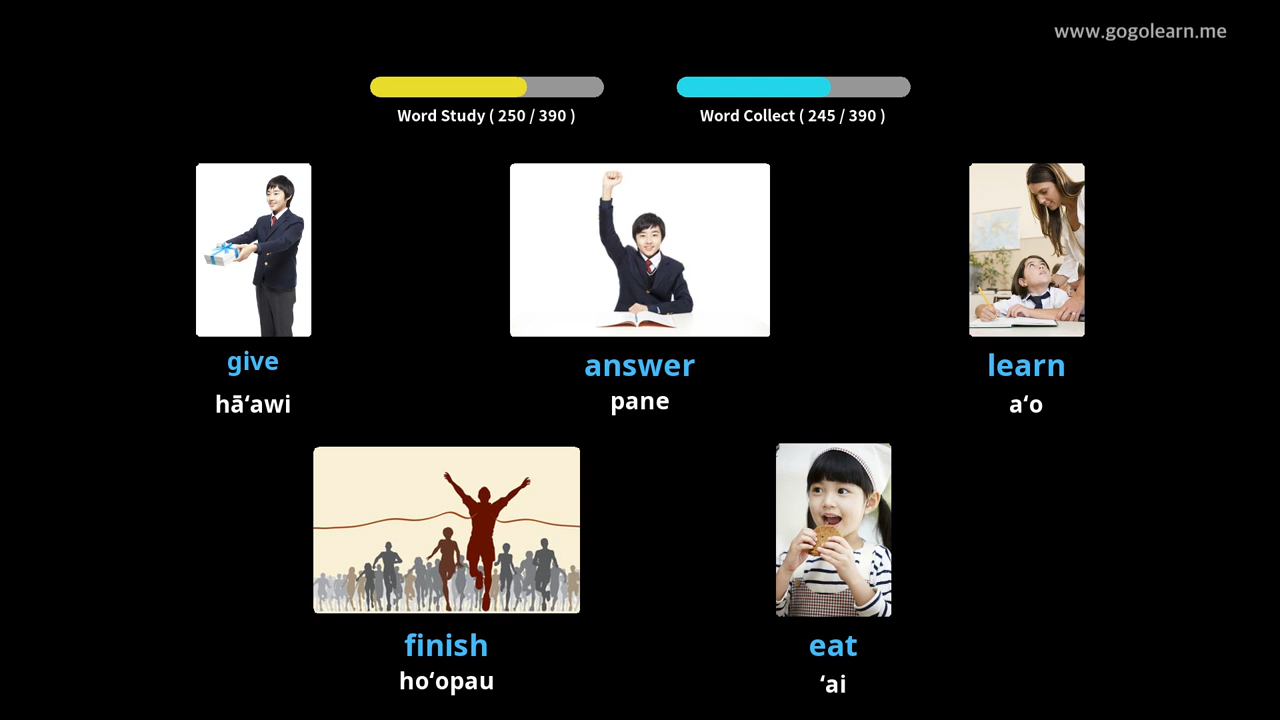 www.gogolearn.me
Word Study ( 250 / 390 )
Word Collect ( 245 / 390 )
give
hāʻawi
answer
pane
learn
aʻo
finish
hoʻopau
eat
ʻai